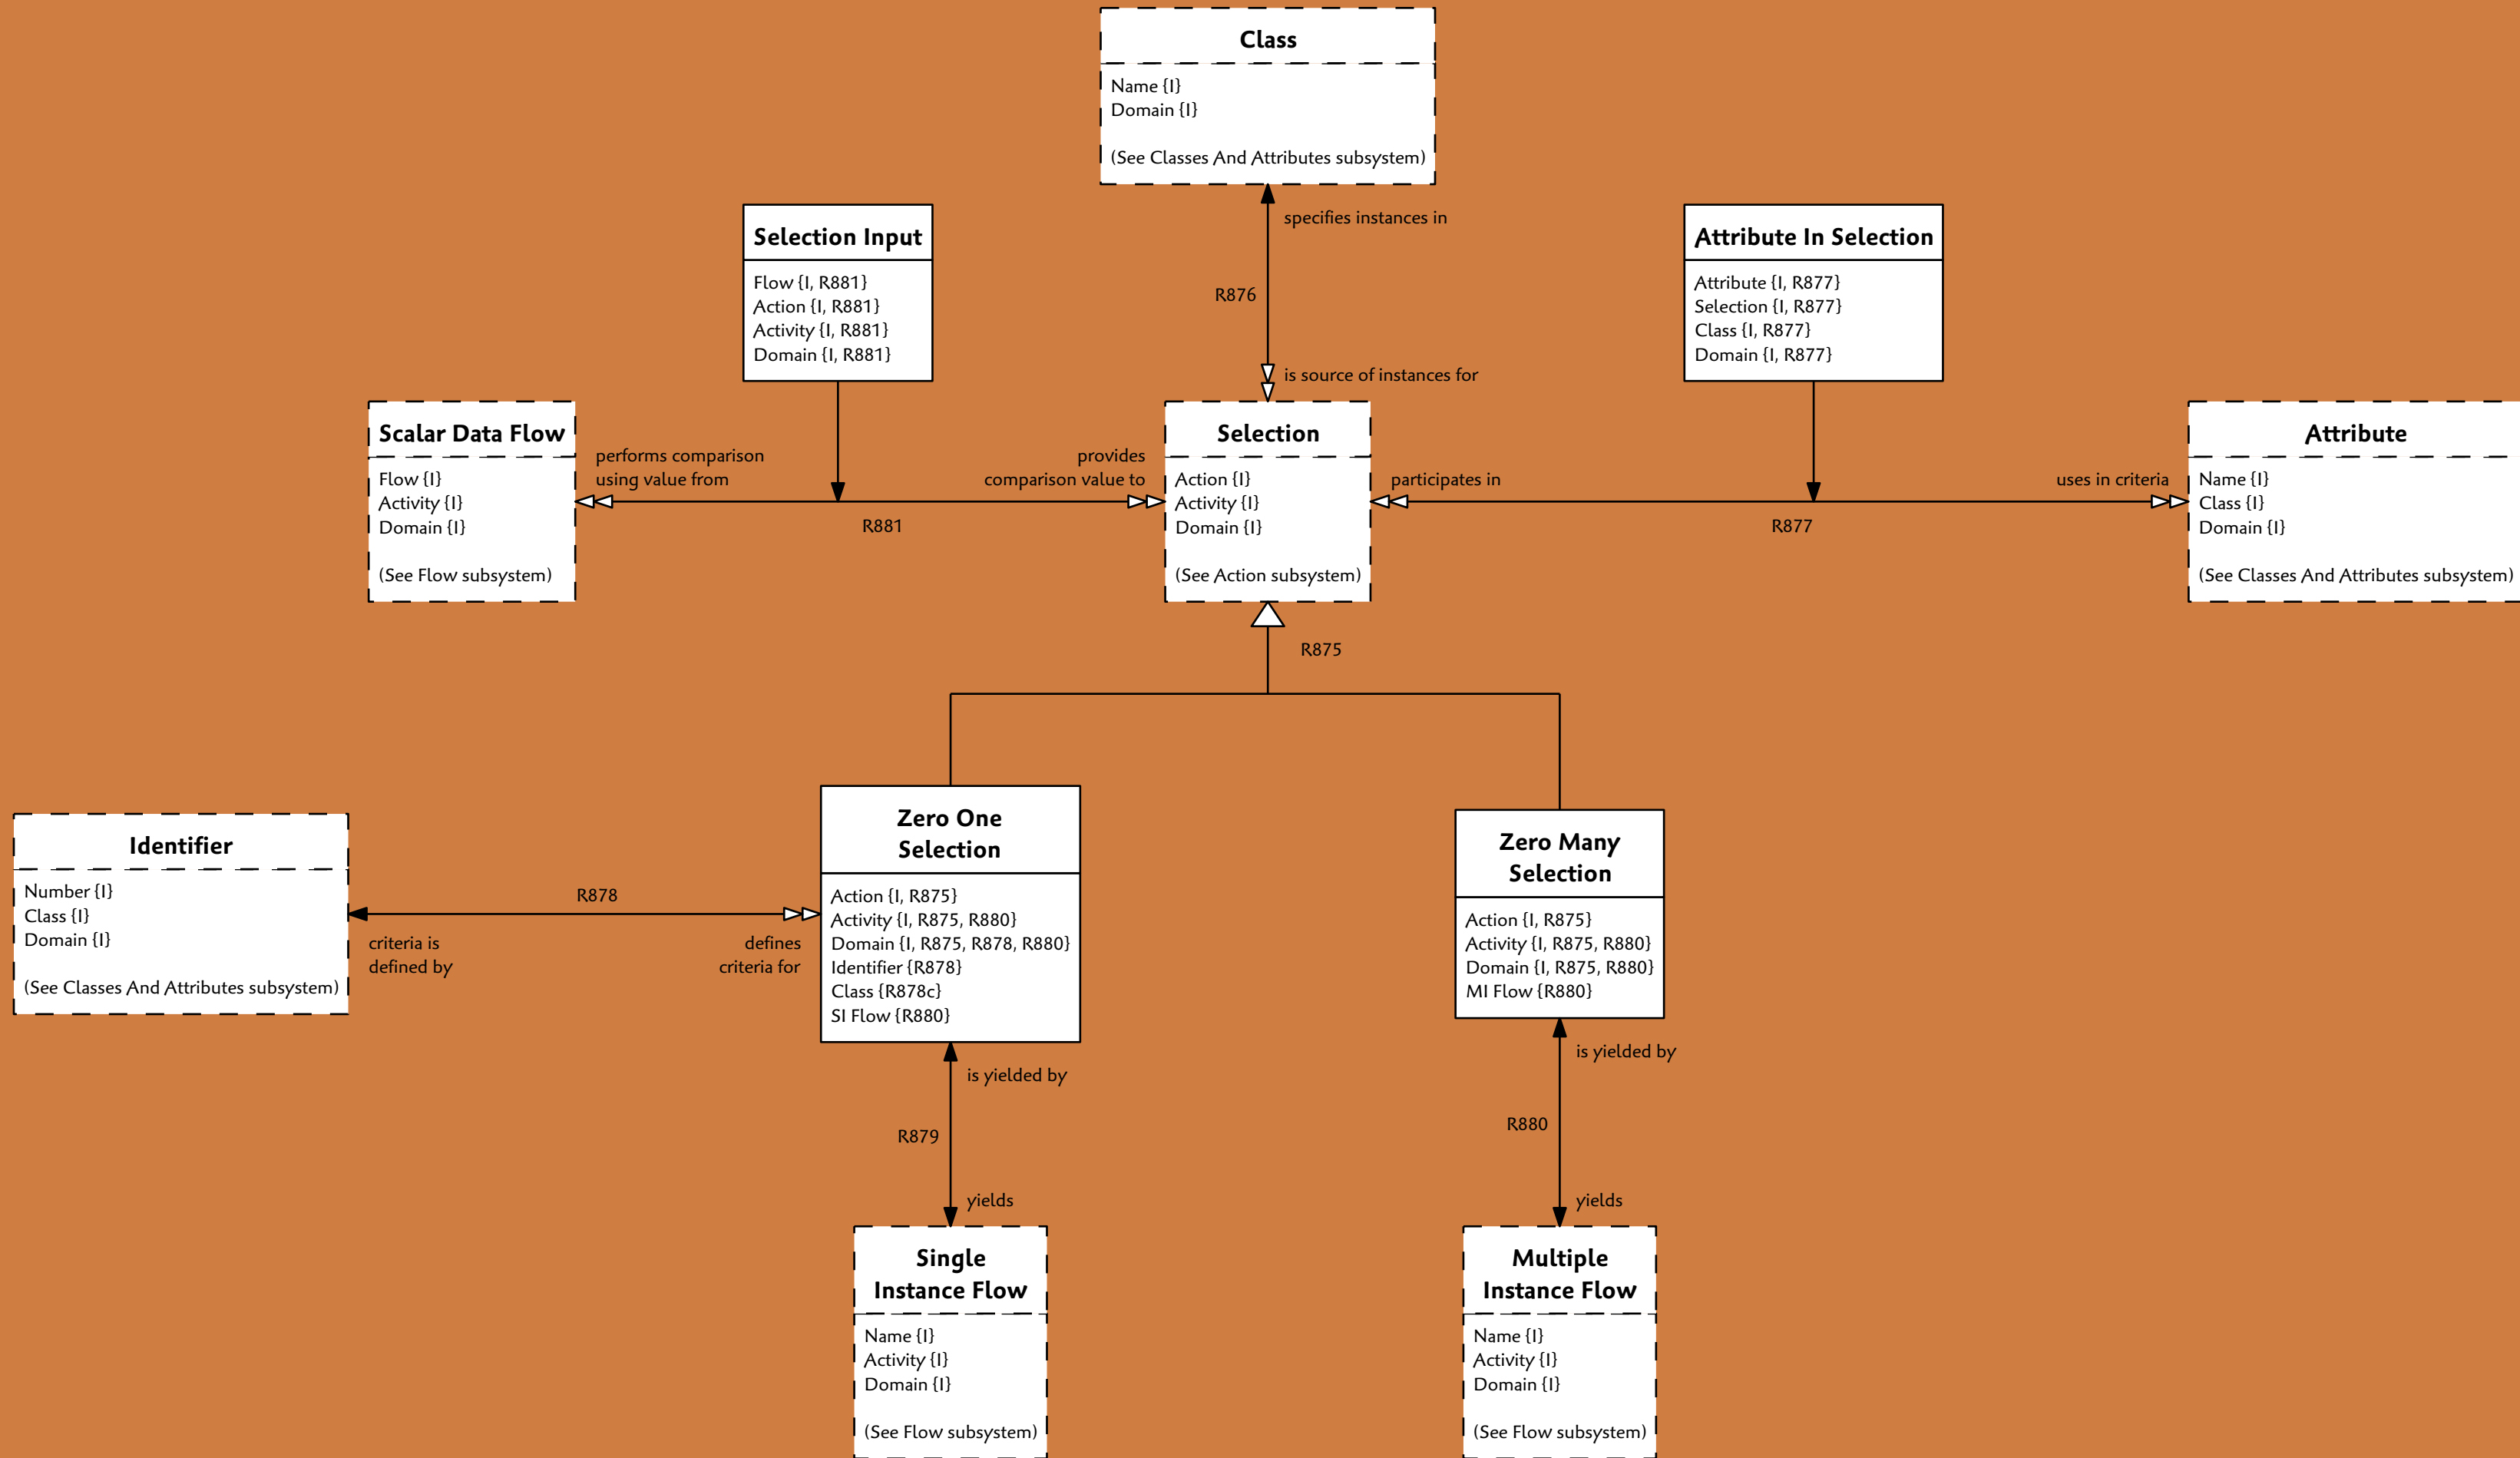 Class
Name {I}
Domain {I}
(See Classes And Attributes subsystem)
specifies instances in
R876
is source of instances for
Selection Input
Flow {I, R881}
Action {I, R881}
Activity {I, R881}
Domain {I, R881}
Attribute In Selection
Attribute {I, R877}
Selection {I, R877}
Class {I, R877}
Domain {I, R877}
Scalar Data Flow
Flow {I}
Activity {I}
Domain {I}
(See Flow subsystem)
performs comparison
using value from
provides
comparison value to
R881
Selection
Action {I}
Activity {I}
Domain {I}
(See Action subsystem)
participates in
uses in criteria
R877
Attribute
Name {I}
Class {I}
Domain {I}
(See Classes And Attributes subsystem)
R875
Identifier
Number {I}
Class {I}
Domain {I}
(See Classes And Attributes subsystem)
R878
criteria is
defined by
defines
criteria for
Zero One
Selection
Action {I, R875}
Activity {I, R875, R880}
Domain {I, R875, R878, R880}
Identifier {R878}
Class {R878c}
SI Flow {R880}
Zero Many
Selection
Action {I, R875}
Activity {I, R875, R880}
Domain {I, R875, R880}
MI Flow {R880}
is yielded by
R879
yields
is yielded by
R880
yields
Single
Instance Flow
Name {I}
Activity {I}
Domain {I}
(See Flow subsystem)
Multiple
Instance Flow
Name {I}
Activity {I}
Domain {I}
(See Flow subsystem)